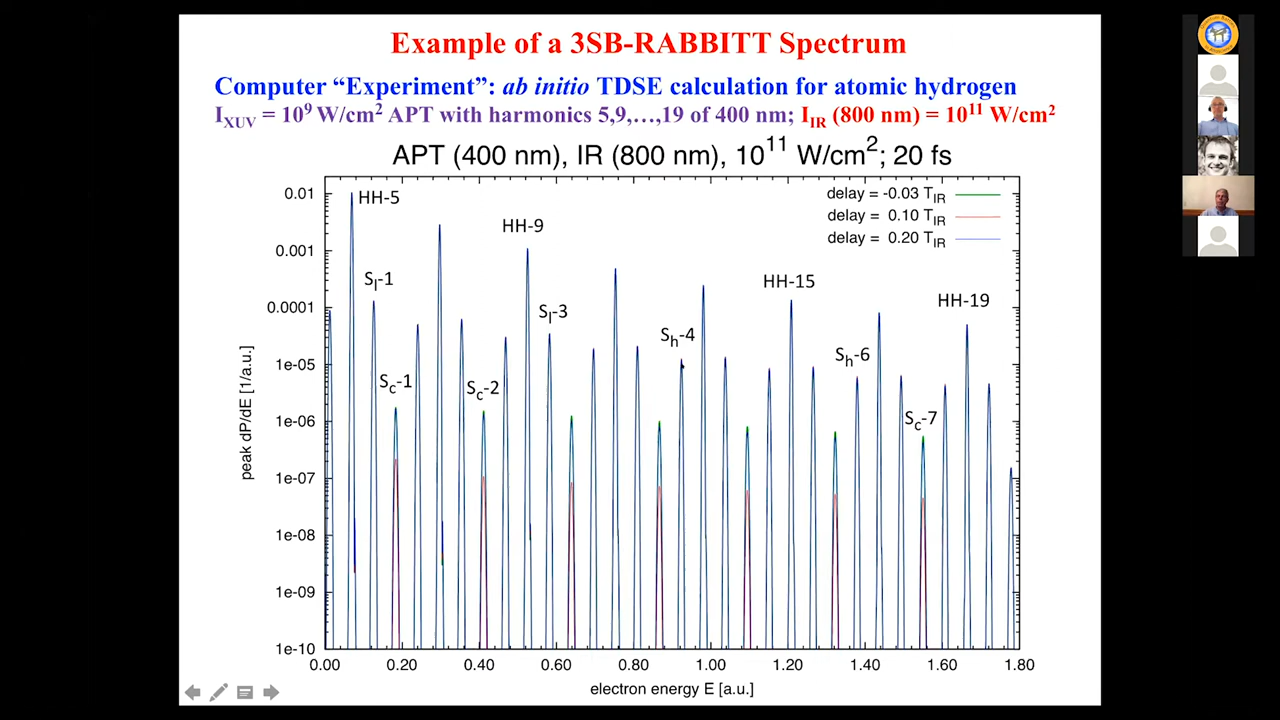 Example of a 3SB-RABBITT Spectrum
Computer “Experiment”: ab initio TDSE calculation for atomic hydrogen
I_XUV = 10^9 W/cm^2 APT with harmonics 5,9,…,19 of 400 nm; I_IR (800 nm) = 10^11 W/cm^2
APT (400 nm), IR (800 nm), 10^11 W/cm^2; 20 fs
delay = -0.03 T_IR
delay = 0.10 T_IR
delay = 0.20 T_IR
HH-5
HH-9
HH-15
HH-19
S_l-1
S_l-3
S_h-4
S_h-6
S_c-1
S_c-2
S_c-7
peak dP/dE [1/a.u.]
0.01
0.001
0.0001
1e-05
1e-06
1e-07
1e-08
1e-09
1e-10
0.00 0.20 0.40 0.60 0.80 1.00 1.20 1.40 1.60 1.80
electron energy E [a.u.]